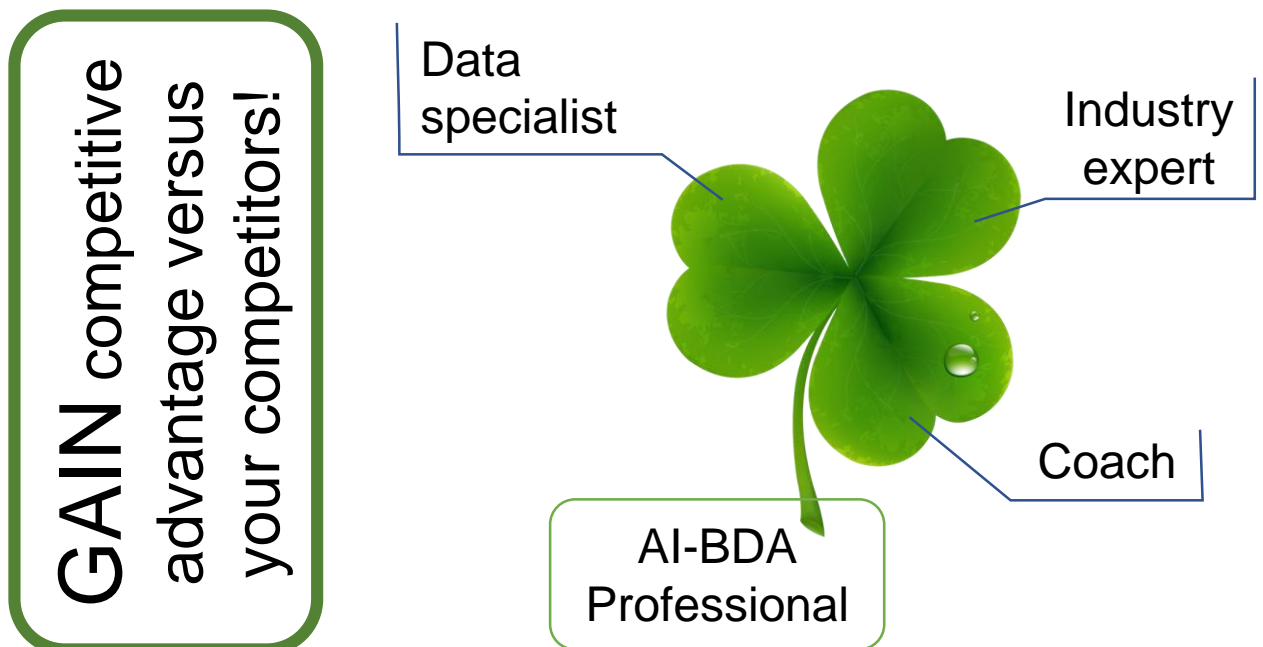 GAIN competitive
advantage versus
your competitors!
Data
specialist
Industry
expert
Coach
AI-BDA
Professional